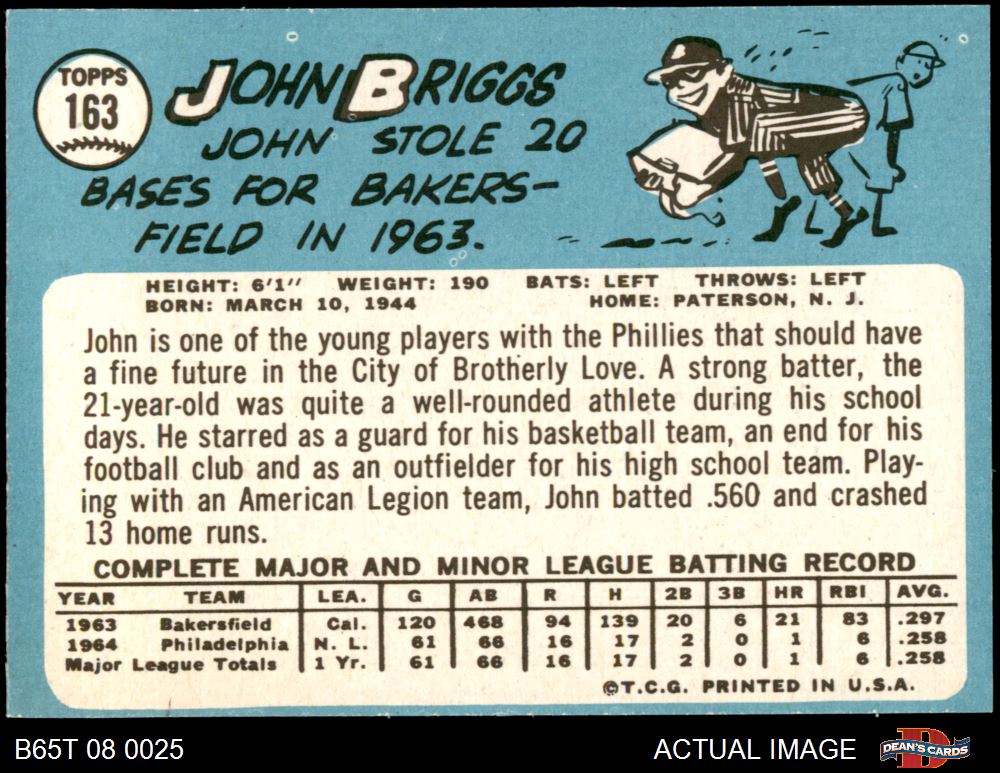 TOPPS
163
JOHN BRIGGS
JOHN STOLE 20
BASES FOR BAKERS-
FIELD IN 1963.
HEIGHT: 6'1" WEIGHT: 190 BATS: LEFT THROWS: LEFT
BORN: MARCH 10, 1944 HOME: PATERSON, N. J.
John is one of the young players with the Phillies that should have
a fine future in the City of Brotherly Love. A strong batter, the
21-year-old was quite a well-rounded athlete during his school
days. He starred as a guard for his basketball team, an end for his
football club and as an outfielder for his high school team. Play-
ing with an American Legion team, John batted .560 and crashed
13 home runs.
COMPLETE MAJOR AND MINOR LEAGUE BATTING RECORD
YEAR TEAM LEA. G AB R H 2B 3B HR RBI AVG.
1963 Bakersfield Cal. 120 468 94 139 20 6 21 83 .297
1964 Philadelphia N. L. 61 66 16 17 2 0 1 6 .258
Major League Totals 1 Yr. 61 66 16 17 2 0 1 6 .258
©T.C.G. PRINTED IN U.S.A.
B65T 08 0025 ACTUAL IMAGE DEAN'S CARDS